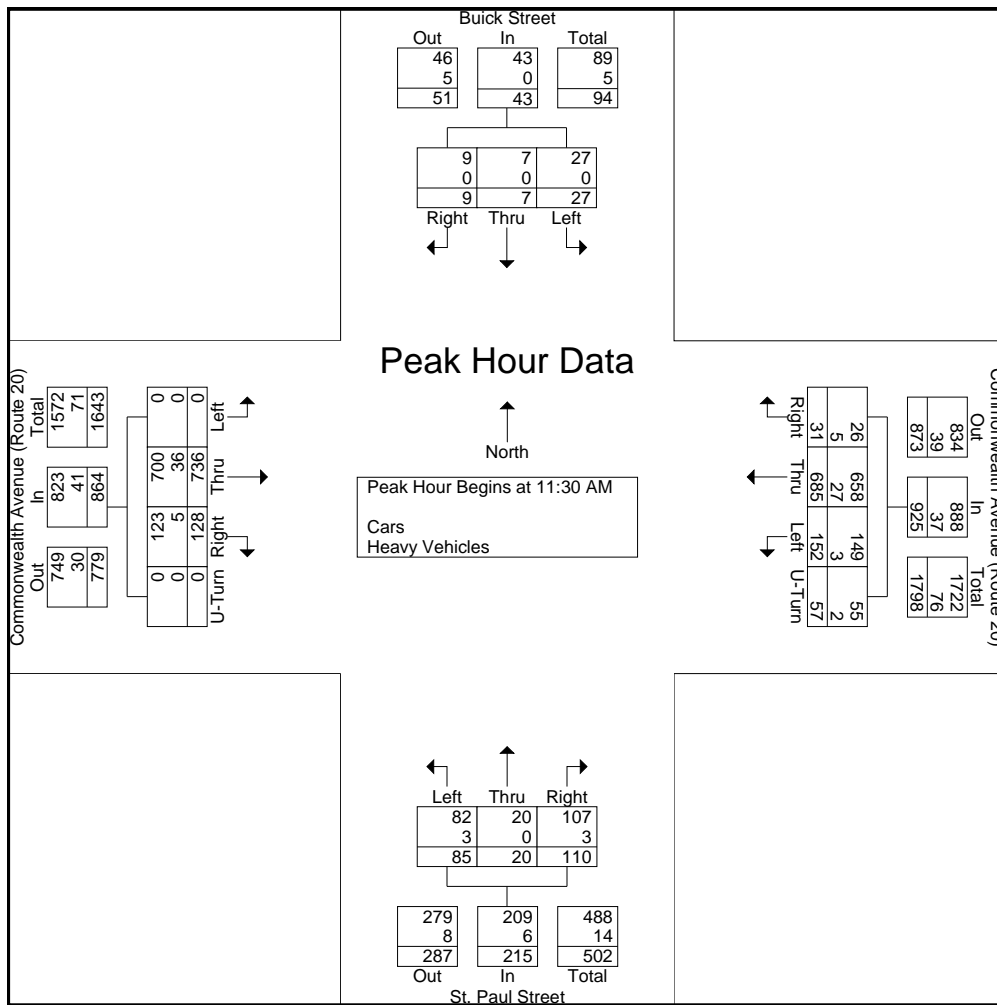 Buick Street
Out In Total
46 43 89
5 0 5
51 43 94
9 7 27
0 0 0
9 7 27
Right Thru Left
Peak Hour Data
North
Peak Hour Begins at 11:30 AM
Cars
Heavy Vehicles
Commonwealth Avenue (Route 20)
Out In Total
749 823 1572
30 41 71
779 864 1643
0 123 700 0
0 5 36 0
0 128 736 0
U-Turn Right Thru Left
Commonwealth Avenue (Route 20)
Out In Total
834 888 1722
39 37 76
873 925 1798
26 658 149 55
5 27 3 2
31 685 152 57
Right Thru Left U-Turn
Left Thru Right
82 20 107
3 0 3
85 20 110
279 209 488
8 6 14
287 215 502
Out In Total
St. Paul Street